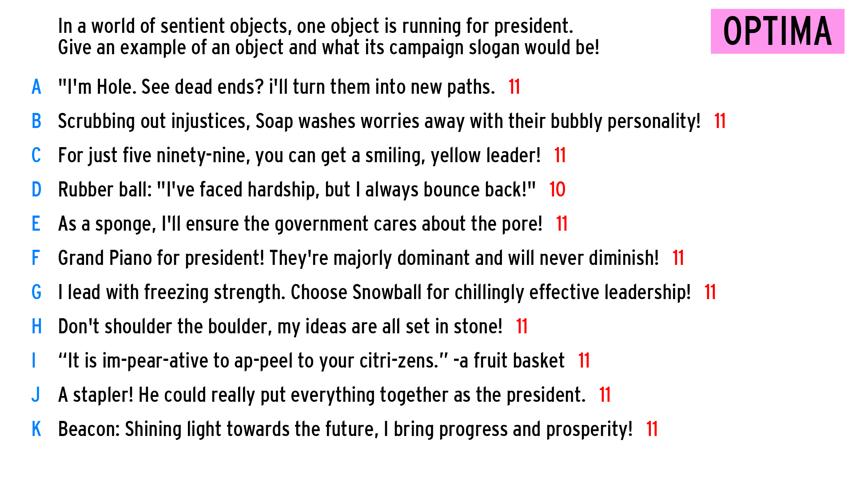 In a world of sentient objects, one object is running for president.
Give an example of an object and what its campaign slogan would be!
OPTIMA
A "I'm Hole. See dead ends? i'll turn them into new paths. 11
B Scrubbing out injustices, Soap washes worries away with their bubbly personality! 11
C For just five ninety-nine, you can get a smiling, yellow leader! 11
D Rubber ball: "I've faced hardship, but I always bounce back!" 10
E As a sponge, I'll ensure the government cares about the pore! 11
F Grand Piano for president! They're majorly dominant and will never diminish! 11
G I lead with freezing strength. Choose Snowball for chillingly effective leadership! 11
H Don't shoulder the boulder, my ideas are all set in stone! 11
I “It is im-pear-ative to ap-peel to your citri-zens.” -a fruit basket 11
J A stapler! He could really put everything together as the president. 11
K Beacon: Shining light towards the future, I bring progress and prosperity! 11